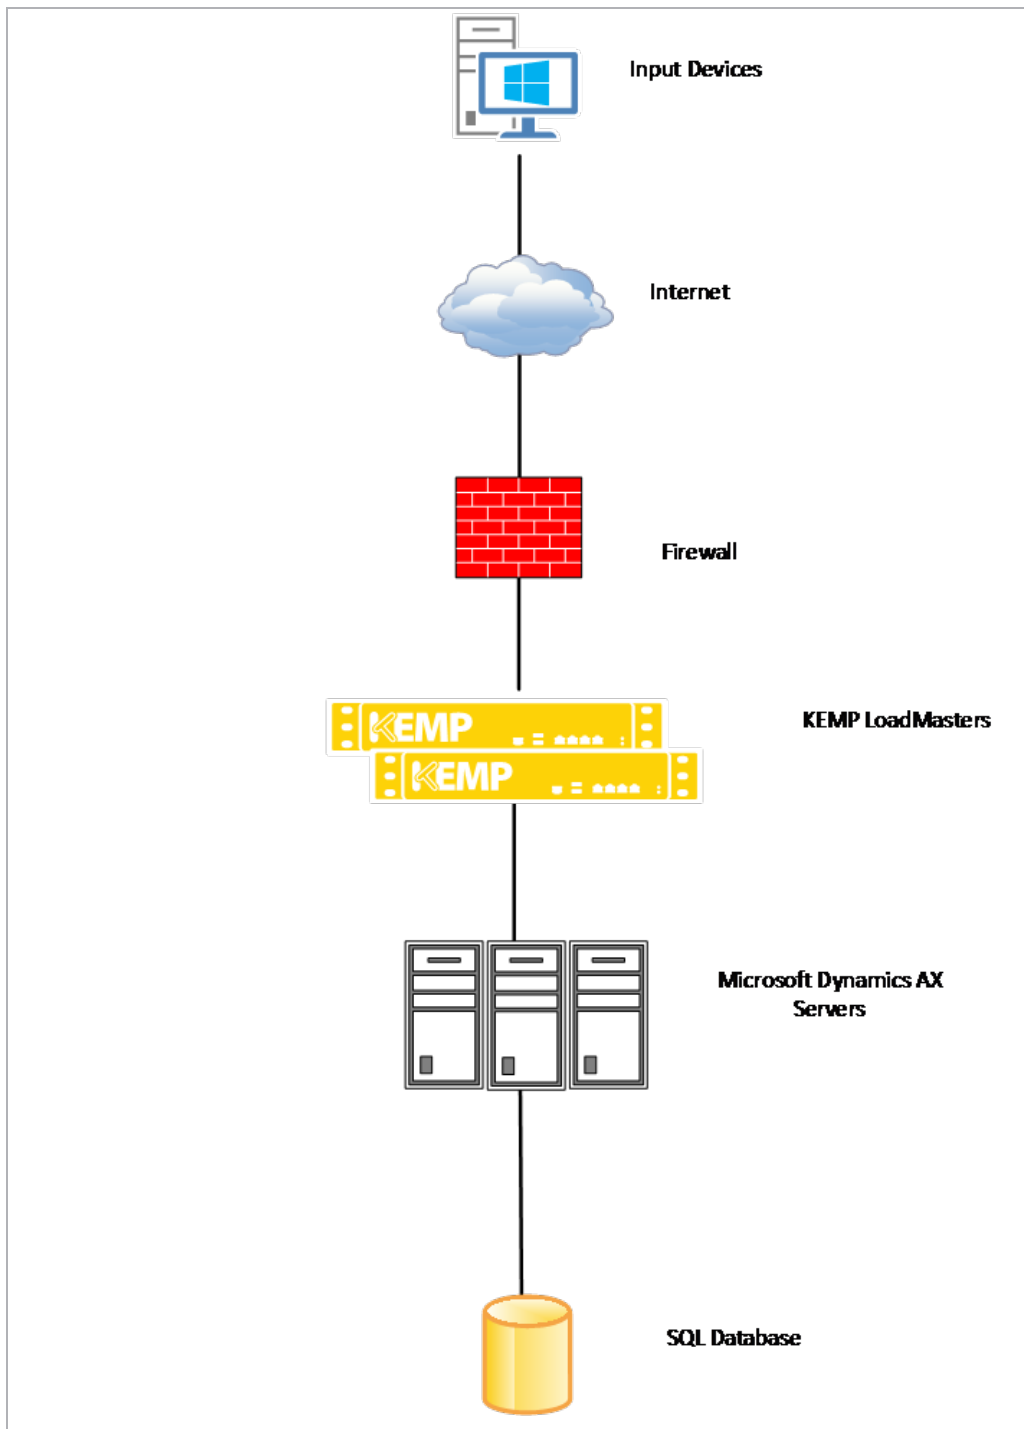 Input Devices
Internet
Firewall
KEMP LoadMasters
KEMP
KEMP
Microsoft Dynamics AX
Servers
SQL Database